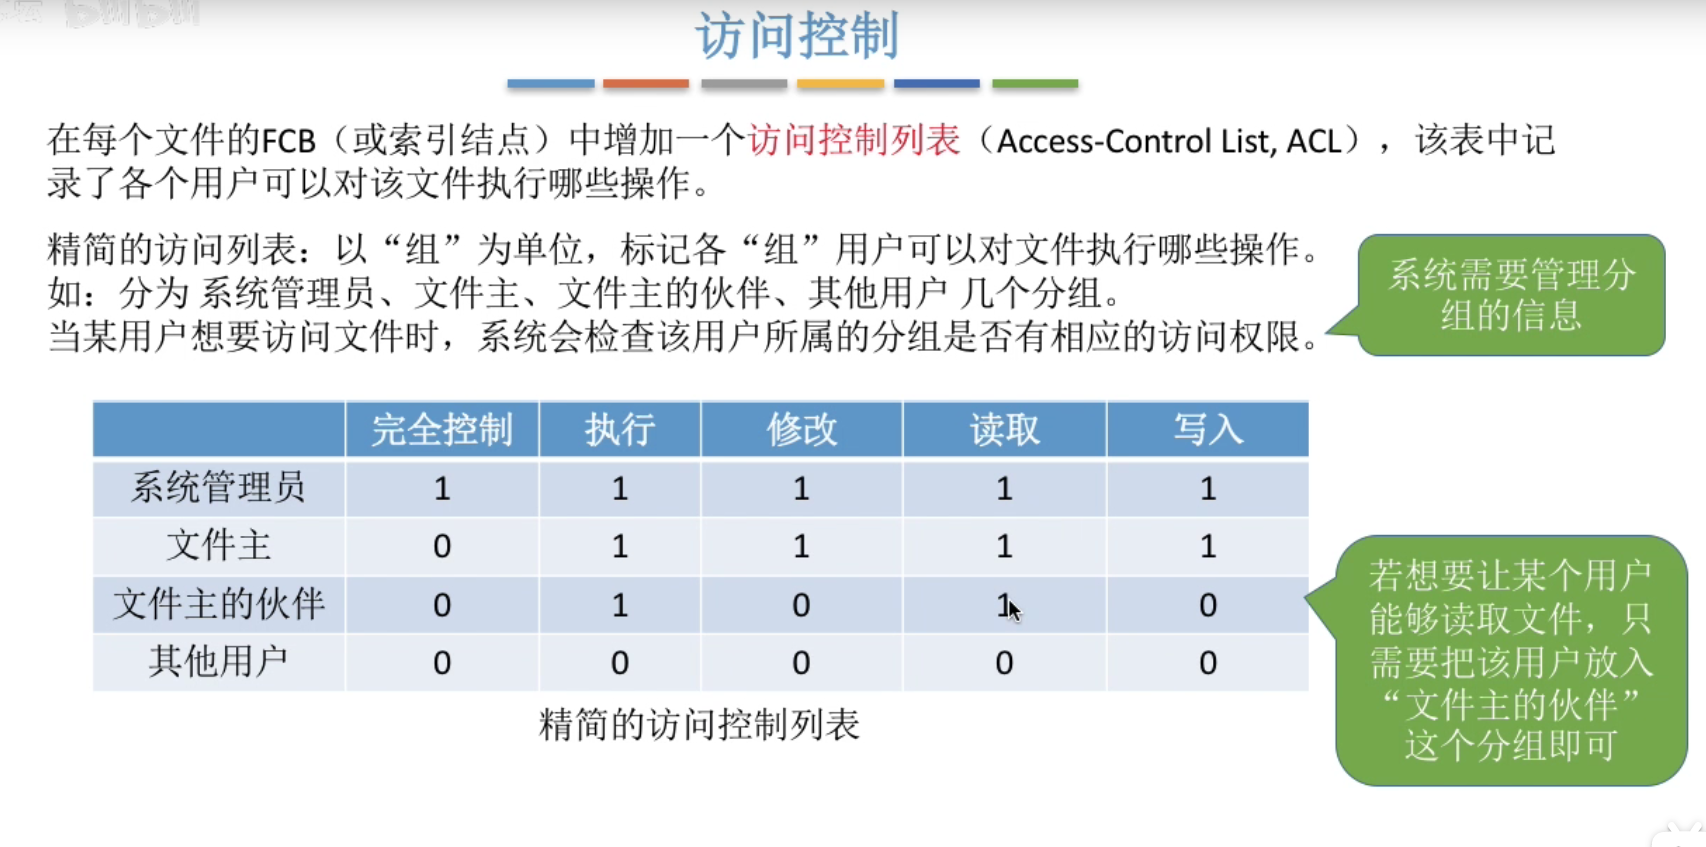 访问控制
在每个文件的FCB（或索引结点）中增加一个访问控制列表（Access-Control List, ACL），该表中记
录了各个用户可以对该文件执行哪些操作。
精简的访问列表：以“组”为单位，标记各“组”用户可以对文件执行哪些操作。
如：分为 系统管理员、文件主、文件主的伙伴、其他用户 几个分组。
当某用户想要访问文件时，系统会检查该用户所属的分组是否有相应的访问权限。
系统需要管理分
组的信息
完全控制 执行 修改 读取 写入
系统管理员 1 1 1 1 1
文件主 0 1 1 1 1
文件主的伙伴 0 1 0 1 0
其他用户 0 0 0 0 0
精简的访问控制列表
若想要让某个用户
能够读取文件，只
需要把该用户放入
“文件主的伙伴”
这个分组即可